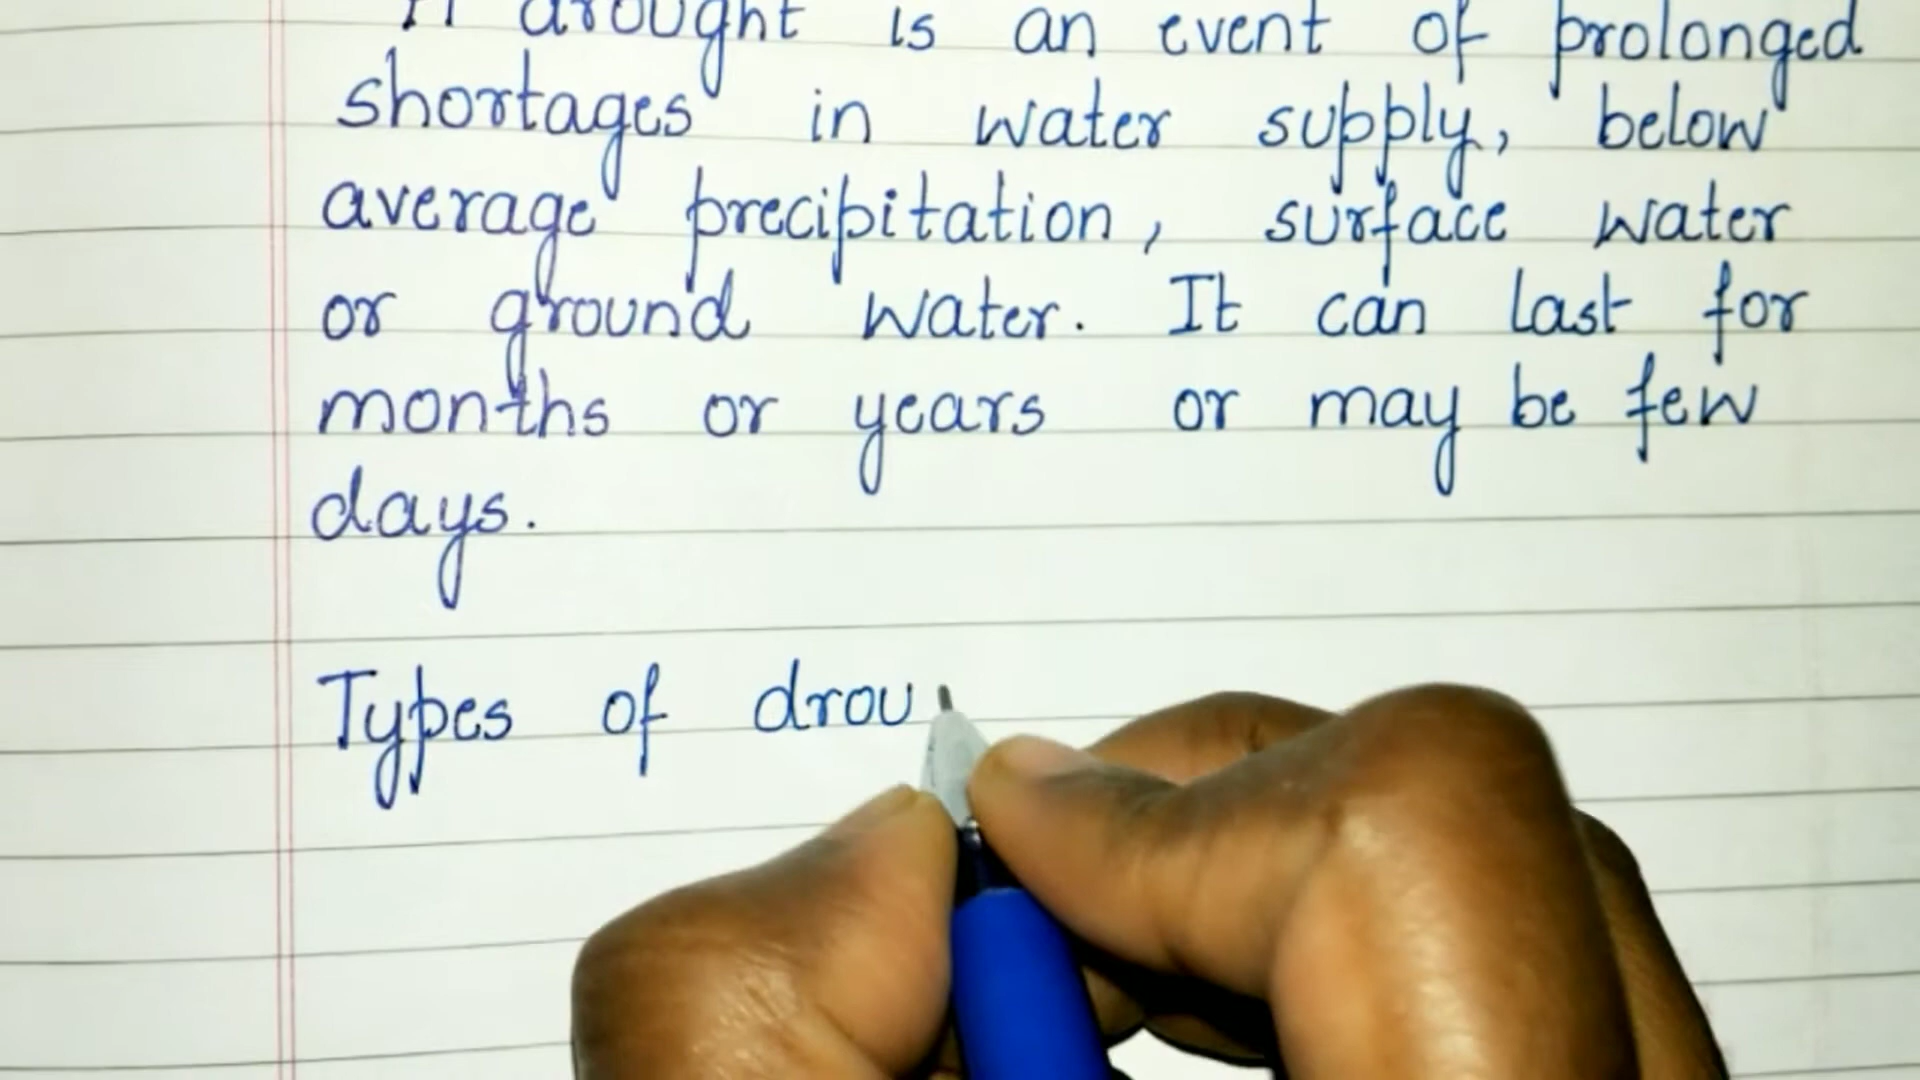 A drought is an event of prolonged
shortages in water supply, below
average precipitation, surface water
or ground water. It can last for
months or years or may be few
days.
Types of drou